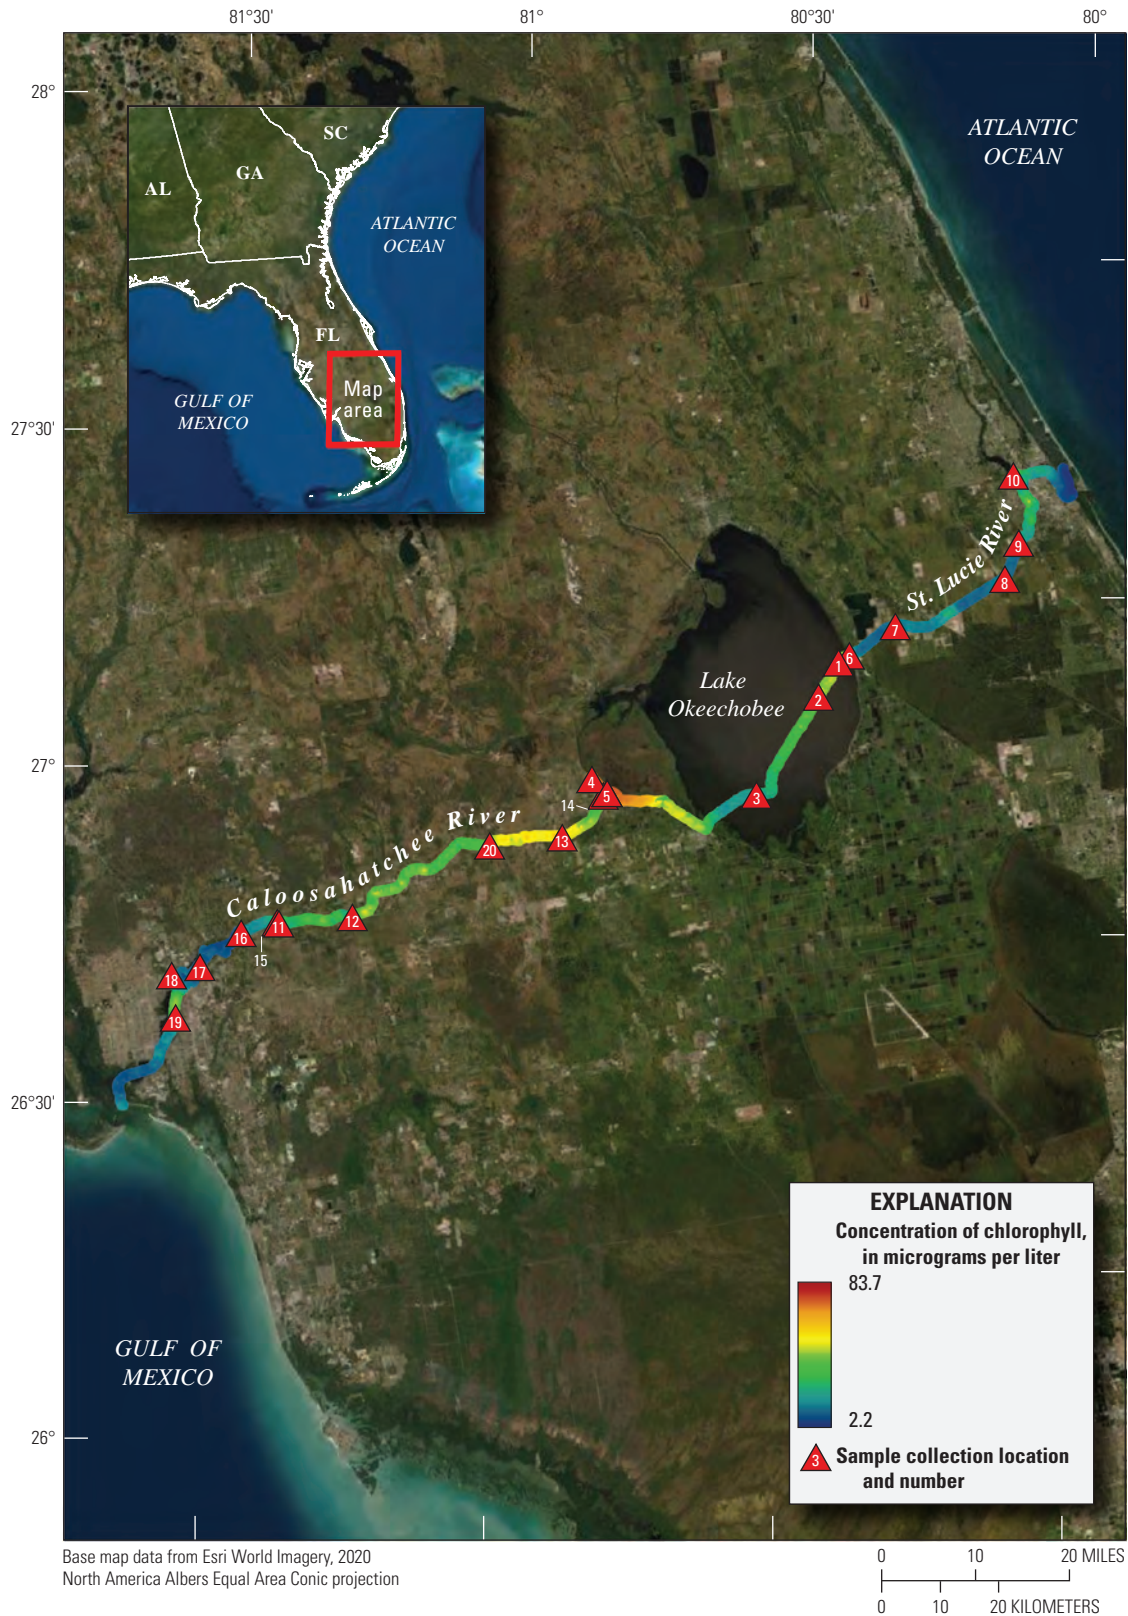 81°30'
81°
80°30'
80°
28°
27°30'
27°
26°30'
26°
SC
GA
AL
ATLANTIC
OCEAN
FL
Map
area
GULF OF
MEXICO
ATLANTIC
OCEAN
10
9
St. Lucie River
8
7
6
1
2
Lake
Okeechobee
3
4
5
14
13
Caloosahatchee River
20
12
11
16
15
17
18
19
GULF OF
MEXICO
EXPLANATION
Concentration of chlorophyll,
in micrograms per liter
83.7
2.2
3
Sample collection location
and number
Base map data from Esri World Imagery, 2020
North America Albers Equal Area Conic projection
0 10 20 MILES
0 10 20 KILOMETERS